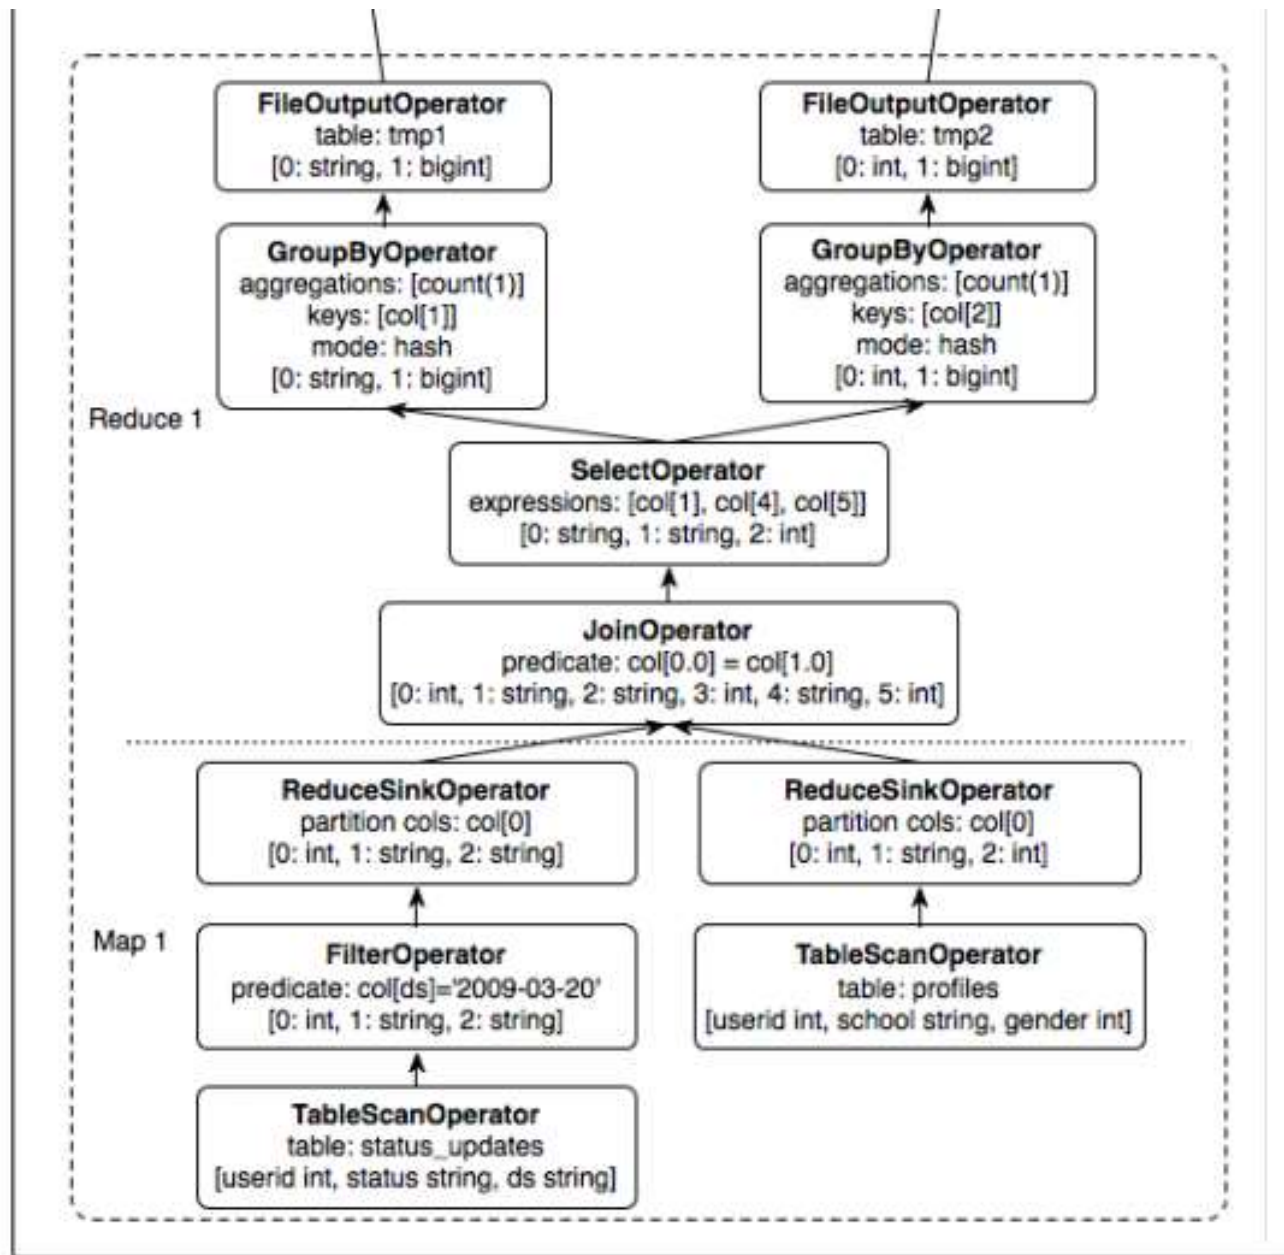 FileOutputOperator
table: tmp1
[0: string, 1: bigint]
FileOutputOperator
table: tmp2
[0: int, 1: bigint]
GroupByOperator
aggregations: [count(1)]
keys: [col[1]]
mode: hash
[0: string, 1: bigint]
GroupByOperator
aggregations: [count(1)]
keys: [col[2]]
mode: hash
[0: int, 1: bigint]
Reduce 1
SelectOperator
expressions: [col[1], col[4], col[5]]
[0: string, 1: string, 2: int]
JoinOperator
predicate: col[0.0] = col[1.0]
[0: int, 1: string, 2: string, 3: int, 4: string, 5: int]
ReduceSinkOperator
partition cols: col[0]
[0: int, 1: string, 2: string]
ReduceSinkOperator
partition cols: col[0]
[0: int, 1: string, 2: int]
Map 1
FilterOperator
predicate: col[ds]='2009-03-20'
[0: int, 1: string, 2: string]
TableScanOperator
table: profiles
[userid int, school string, gender int]
TableScanOperator
table: status_updates
[userid int, status string, ds string]